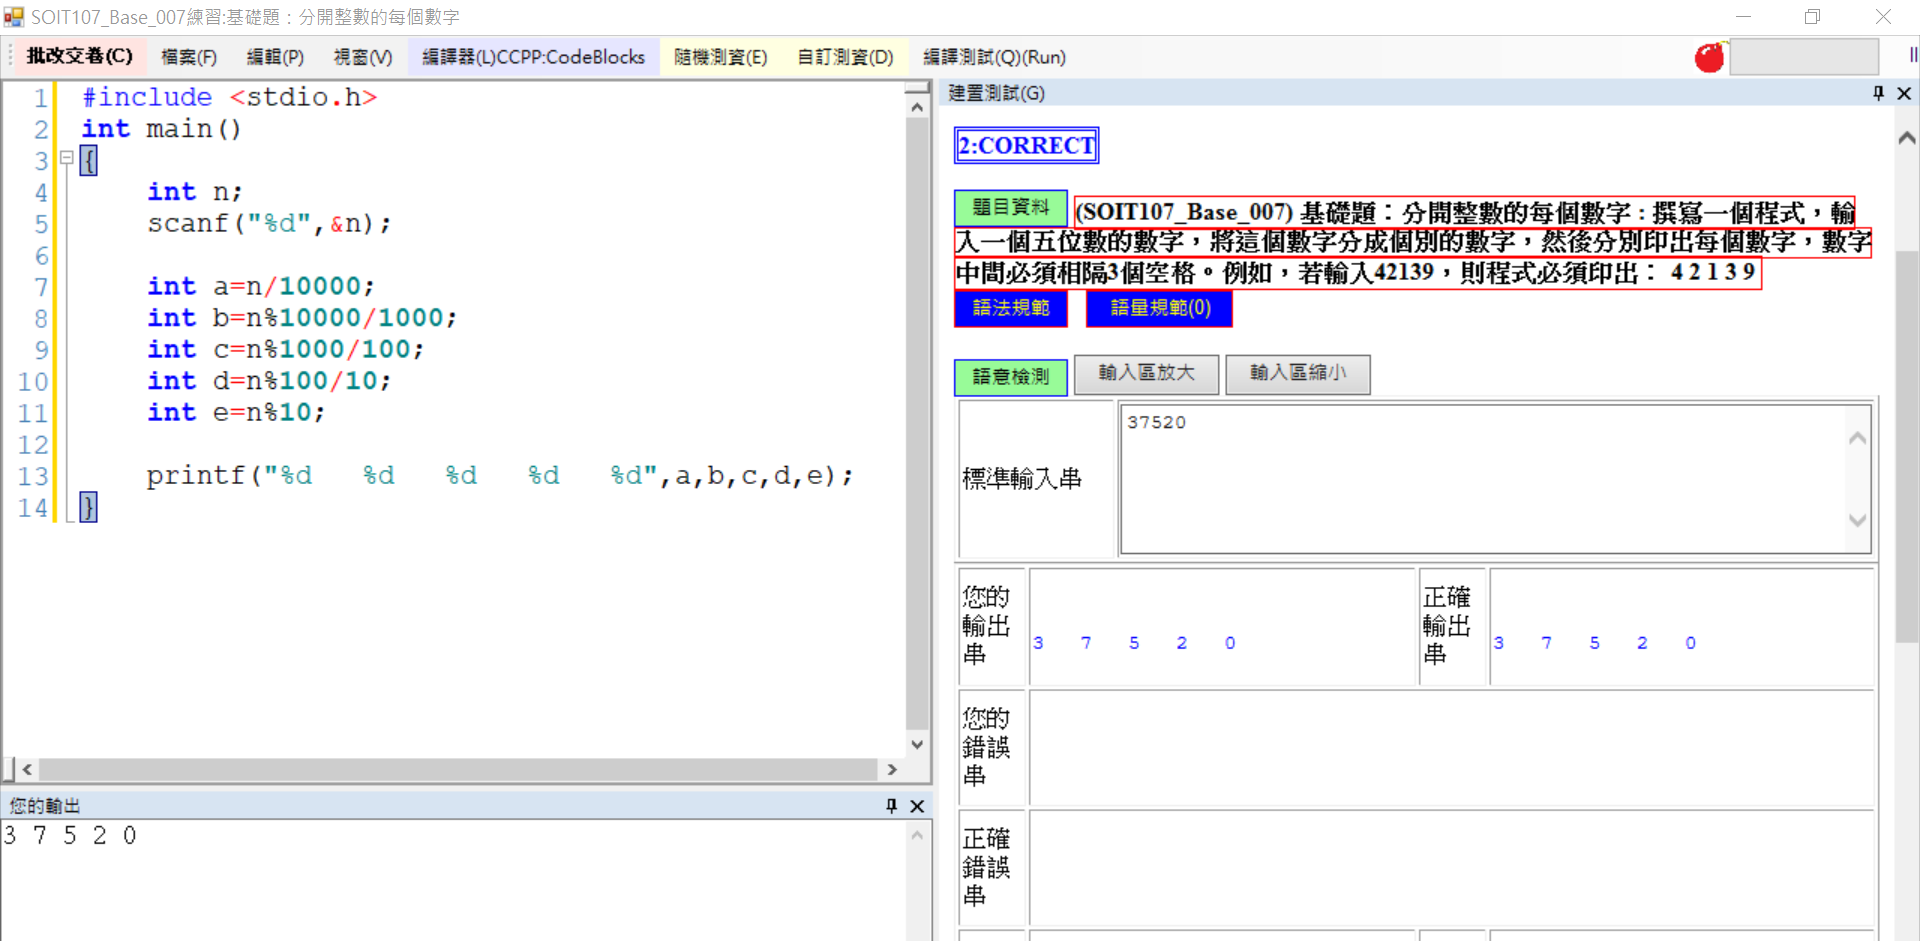 SOIT107_Base_007練習:基礎題：分開整數的每個數字
批改交卷(C) 檔案(F) 編輯(P) 視窗(V) 編譯器(L)CCPP:CodeBlocks 隨機測資(E) 自訂測資(D) 編譯測試(Q)(Run)
1 #include <stdio.h>
2 int main()
3 {
4     int n;
5     scanf("%d",&n);
6
7     int a=n/10000;
8     int b=n%10000/1000;
9     int c=n%1000/100;
10     int d=n%100/10;
11     int e=n%10;
12
13     printf("%d   %d   %d   %d   %d",a,b,c,d,e);
14 }
您的輸出
3 7 5 2 0
建置測試(G)
2:CORRECT
題目資料 (SOIT107_Base_007) 基礎題：分開整數的每個數字 : 撰寫一個程式，輸
入一個五位數的數字，將這個數字分成個別的數字，然後分別印出每個數字，數字
中間必須相隔3個空格。例如，若輸入42139，則程式必須印出： 4 2 1 3 9
語法規範 語量規範(0)
語意檢測 輸入區放大 輸入區縮小
標準輸入串 37520
您的
輸出
串
3   7   5   2   0
正確
輸出
串
3   7   5   2   0
您的
錯誤
串
正確
錯誤
串